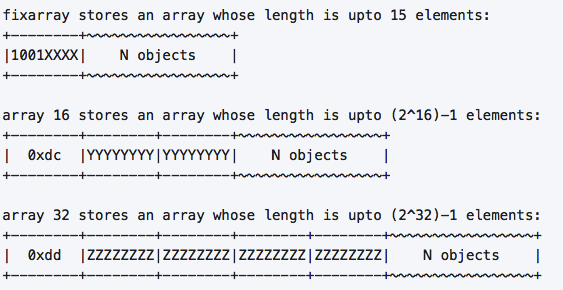 fixarray stores an array whose length is upto 15 elements:
+--------+~~~~~~~~~~~~~~~~~+
|1001XXXX|    N objects    |
+--------+~~~~~~~~~~~~~~~~~+
array 16 stores an array whose length is upto (2^16)-1 elements:
+--------+--------+--------+~~~~~~~~~~~~~~~~~+
|  0xdc  |YYYYYYYY|YYYYYYYY|    N objects    |
+--------+--------+--------+~~~~~~~~~~~~~~~~~+
array 32 stores an array whose length is upto (2^32)-1 elements:
+--------+--------+--------+--------+--------+~~~~~~~~~~~~~~~~~+
|  0xdd  |ZZZZZZZZ|ZZZZZZZZ|ZZZZZZZZ|ZZZZZZZZ|    N objects    |
+--------+--------+--------+--------+--------+~~~~~~~~~~~~~~~~~+